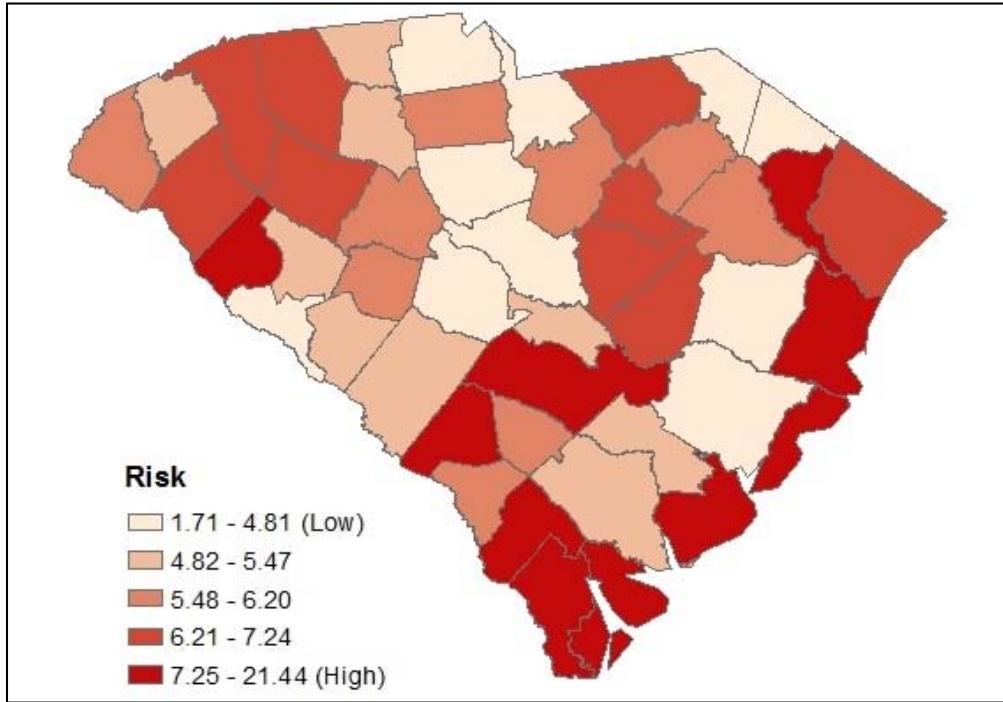 Risk
1.71 - 4.81 (Low)
4.82 - 5.47
5.48 - 6.20
6.21 - 7.24
7.25 - 21.44 (High)